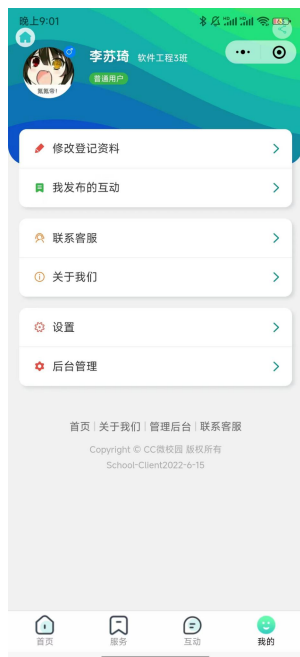 晚上9:01
李苏琦 软件工程3班
普通用户
修改登记资料
我发布的互动
联系客服
关于我们
设置
后台管理
首页 | 关于我们 | 管理后台 | 联系客服
Copyright © CC微校园 版权所有
School-Client2022-6-15
首页 服务 互动 我的